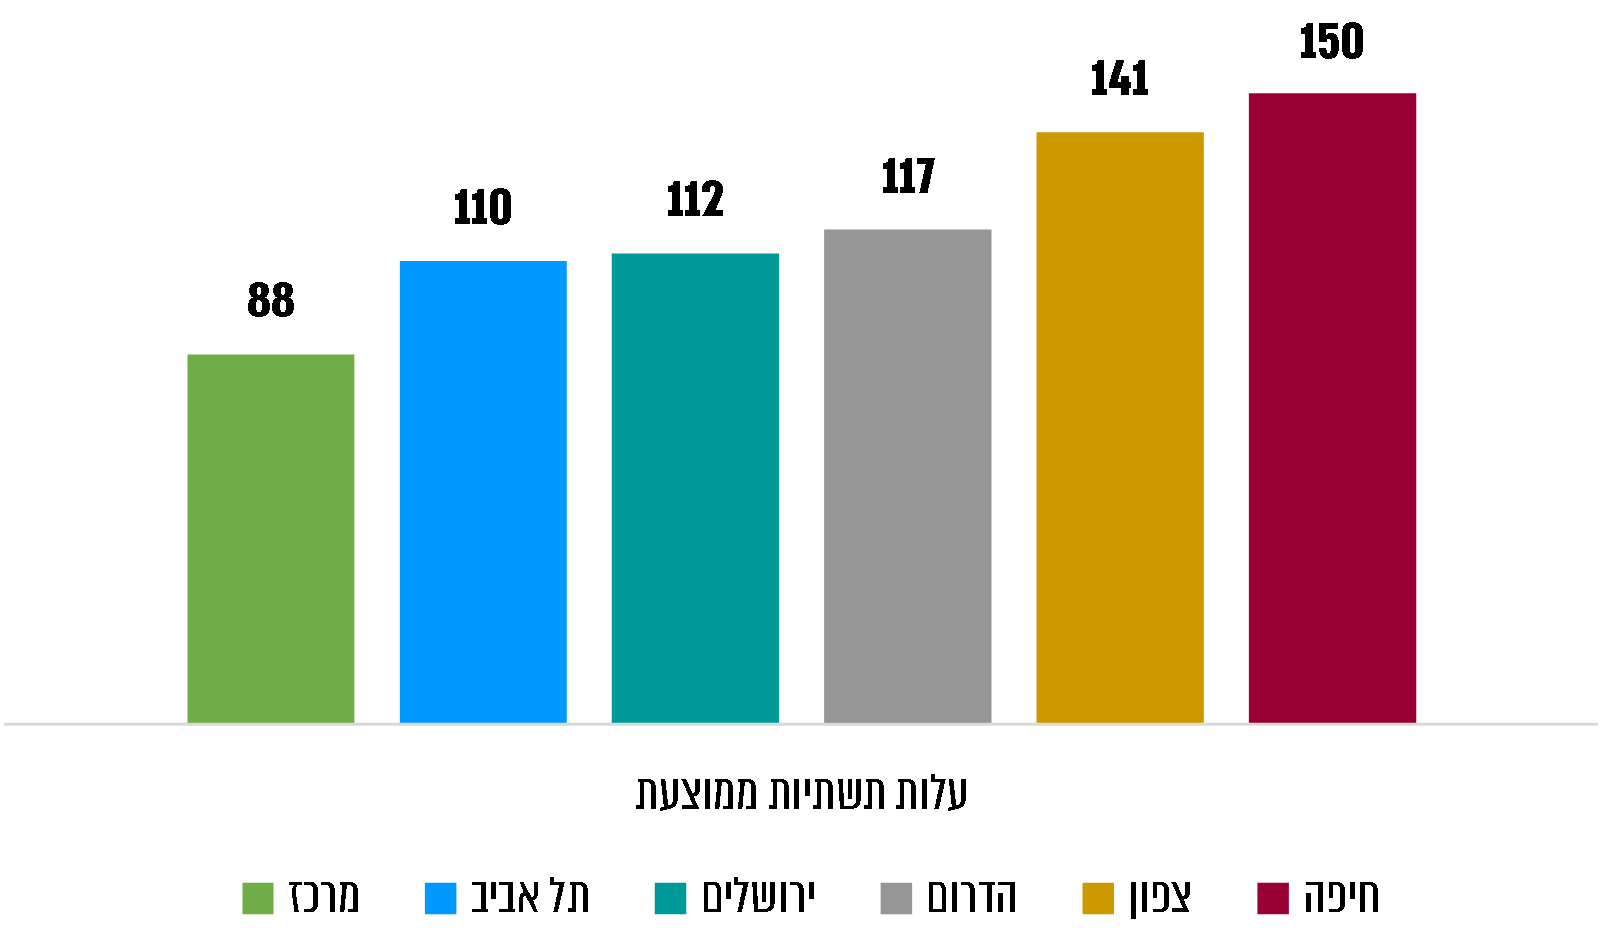 150
141
117
112
110
88
עלות תשתיות ממוצעת
חיפה
צפון
הדרום
ירושלים
תל אביב
מרכז